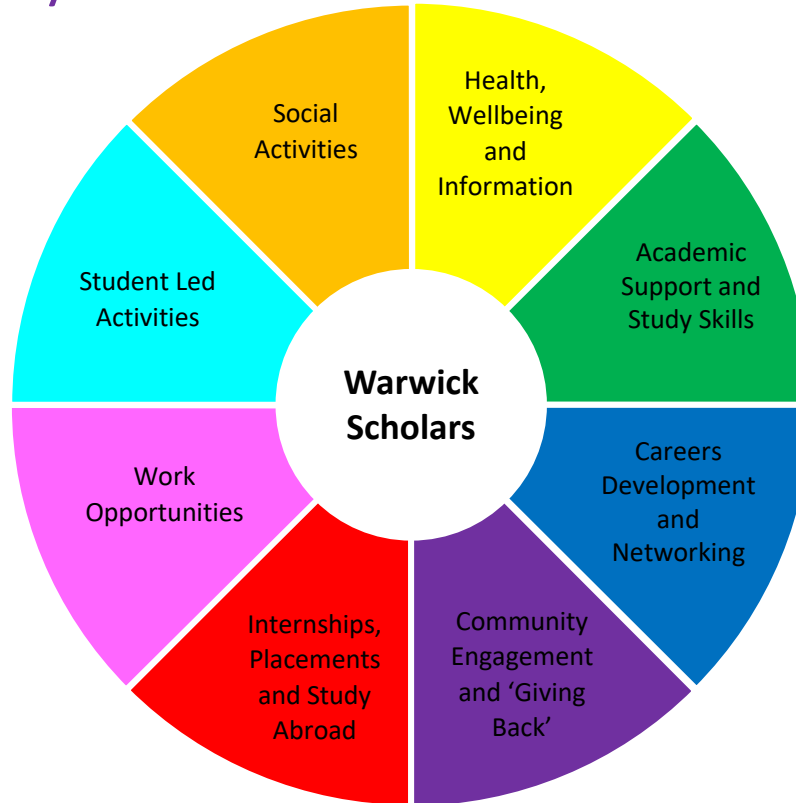 Social
Activities
Health,
Wellbeing
and
Information
Academic
Support and
Study Skills
Careers
Development
and
Networking
Community
Engagement
and ‘Giving
Back’
Internships,
Placements
and Study
Abroad
Work
Opportunities
Student Led
Activities
Warwick
Scholars